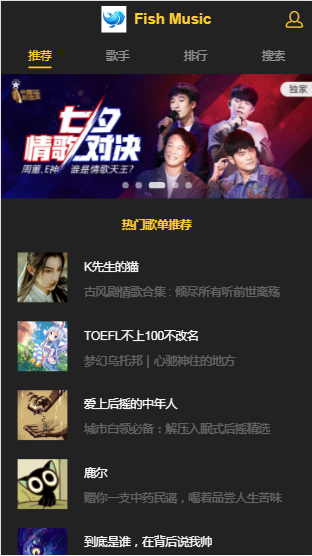 Fish Music
推荐
歌手
排行
搜索
独家
七夕
情歌对决
周董、E神 谁是情歌天王?
热门歌单推荐
K先生的猫
古风剧情歌合集：倾尽所有听前世离殇
TOEFL不上100不改名
梦幻乌托邦 | 心驰神往的地方
爱上后摇的中年人
城市白领必备：解压入眠式后摇精选
鹿尔
赠你一支中药民谣，喝着品尝人生苦味
到底是谁，在背后说我帅